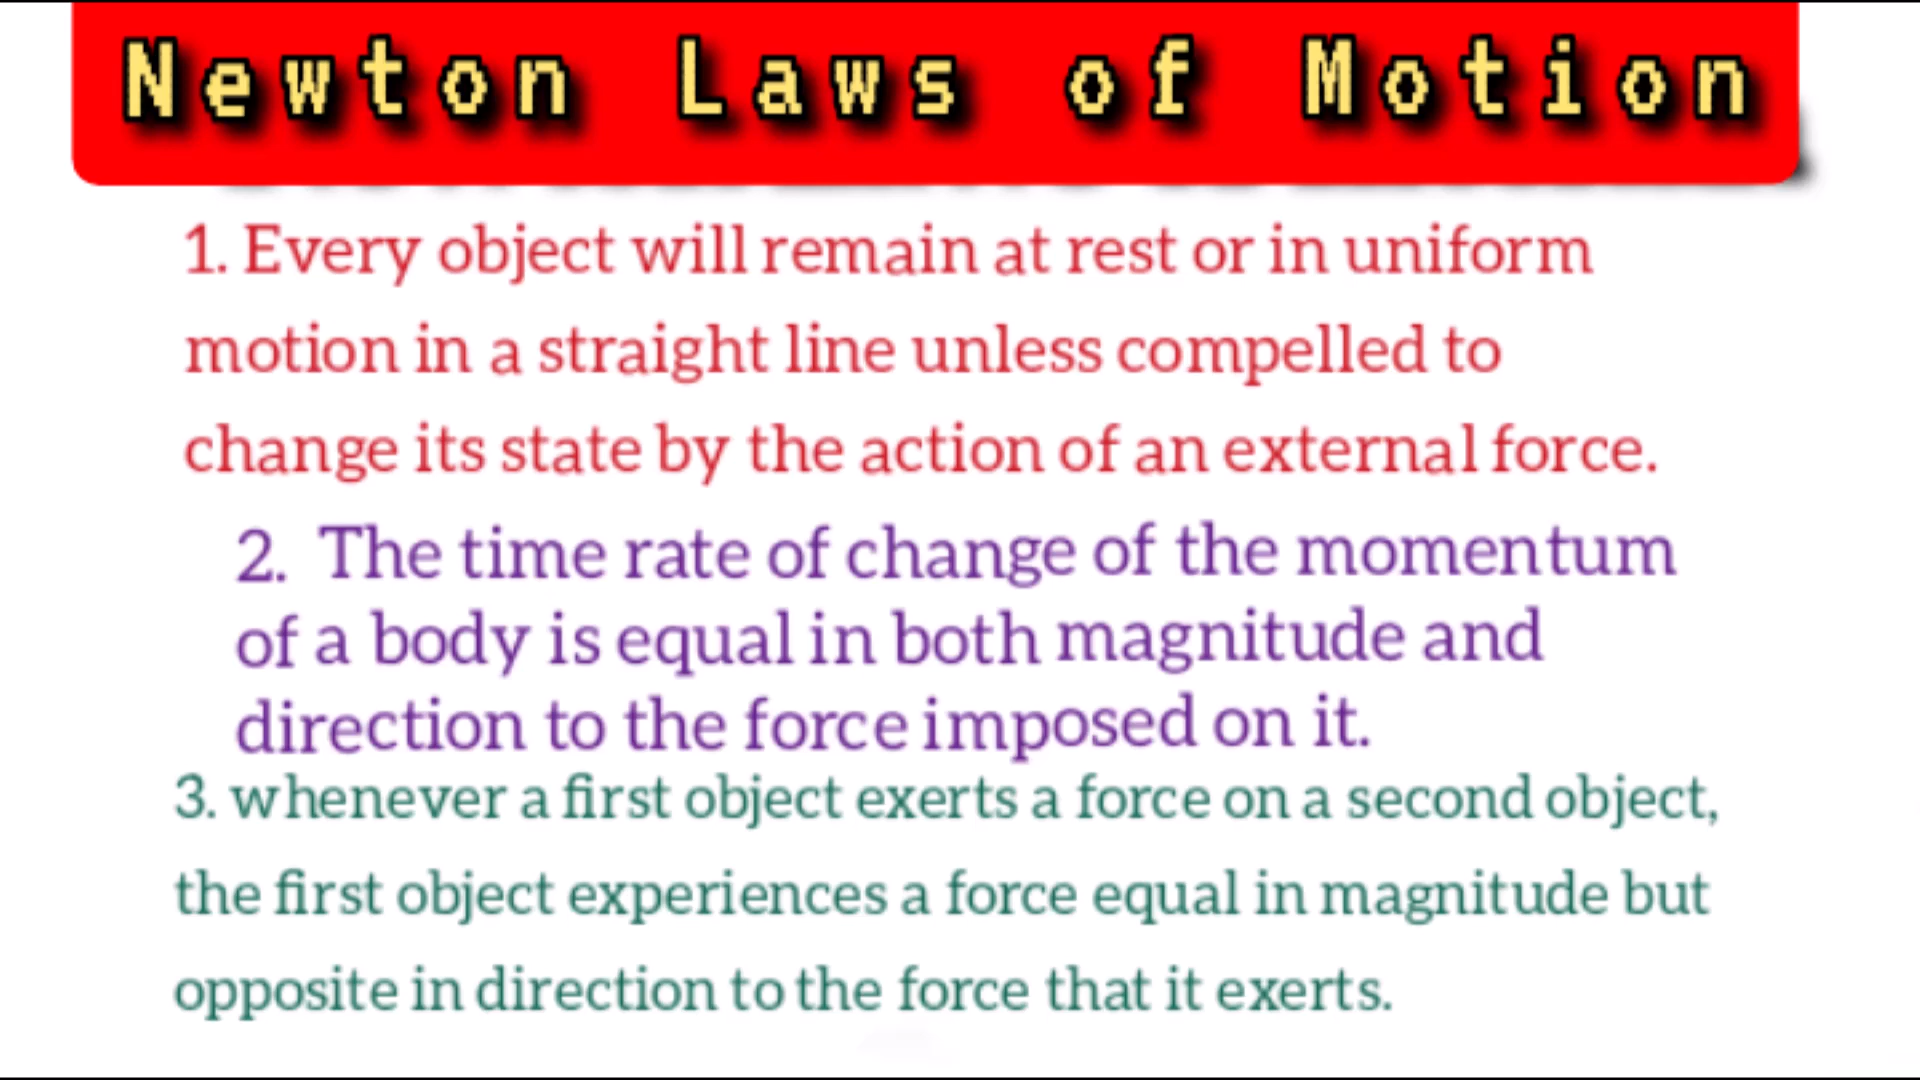 Newton Laws of Motion
1. Every object will remain at rest or in uniform
motion in a straight line unless compelled to
change its state by the action of an external force.
2. The time rate of change of the momentum
of a body is equal in both magnitude and
direction to the force imposed on it.
3. whenever a first object exerts a force on a second object,
the first object experiences a force equal in magnitude but
opposite in direction to the force that it exerts.